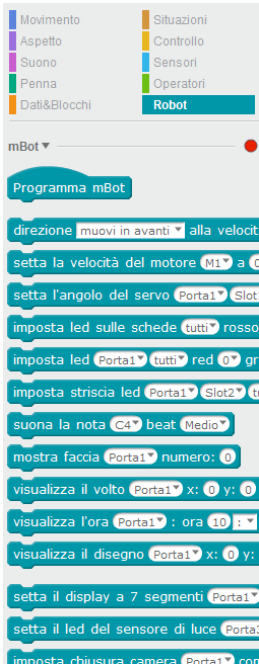 Movimento Situazioni
Aspetto Controllo
Suono Sensori
Penna Operatori
Dati&Blocchi Robot
mBot
Programma mBot
direzione muovi in avanti alla velocit
setta la velocità del motore M1 a 0
setta l'angolo del servo Porta1 Slot
imposta led sulle schede tutti rosso
imposta led Porta1 tutti red 0 gr
imposta striscia led Porta1 Slot2 t
suona la nota C4 beat Medio
mostra faccia Porta1 numero: 0
visualizza il volto Porta1 x: 0 y: 0
visualizza l'ora Porta1 : ora 10 :
visualizza il disegno Porta1 x: 0 y:
setta il display a 7 segmenti Porta1
setta il led del sensore di luce Porta3
imposta chiusura camera Porta1 con